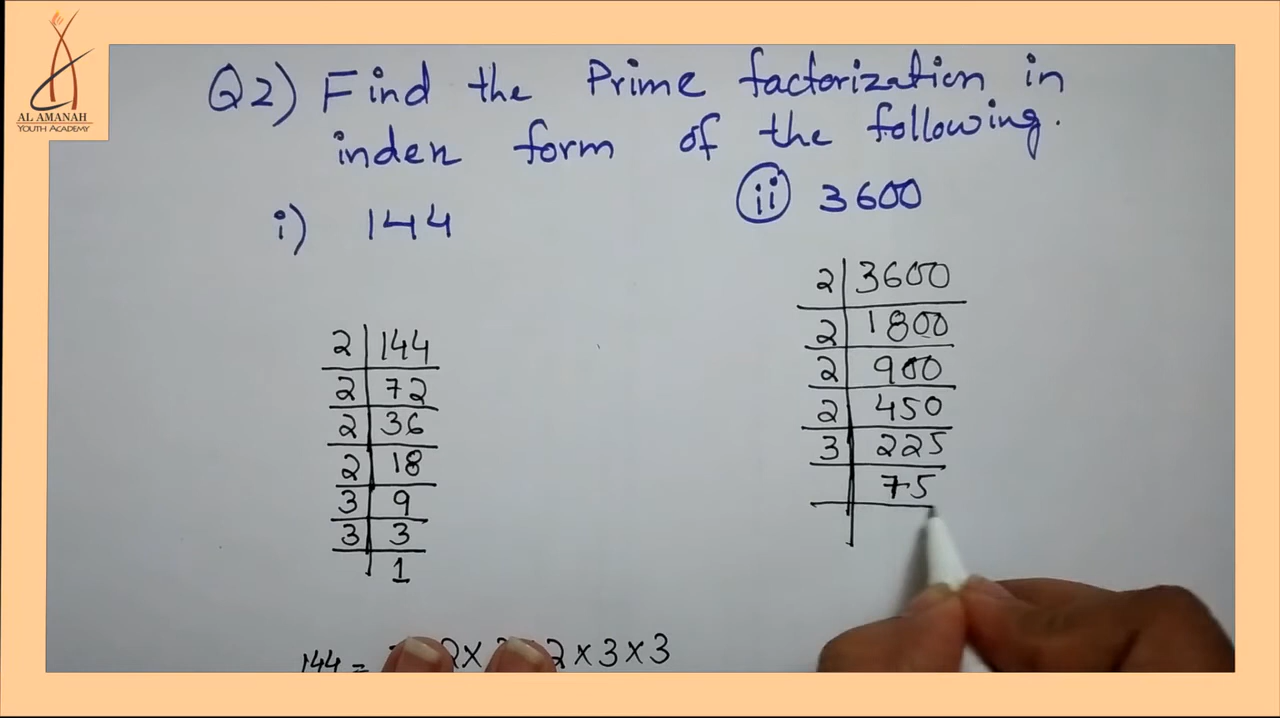 AL AMANAH
YOUTH ACADEMY
Q2) Find the Prime factorization in
index form of the following.
i) 144
ii 3600
2 144
2 72
2 36
2 18
3 9
3 3
1
2 3600
2 1800
2 900
2 450
3 225
75
144 = 2 × 2 × 3 × 3